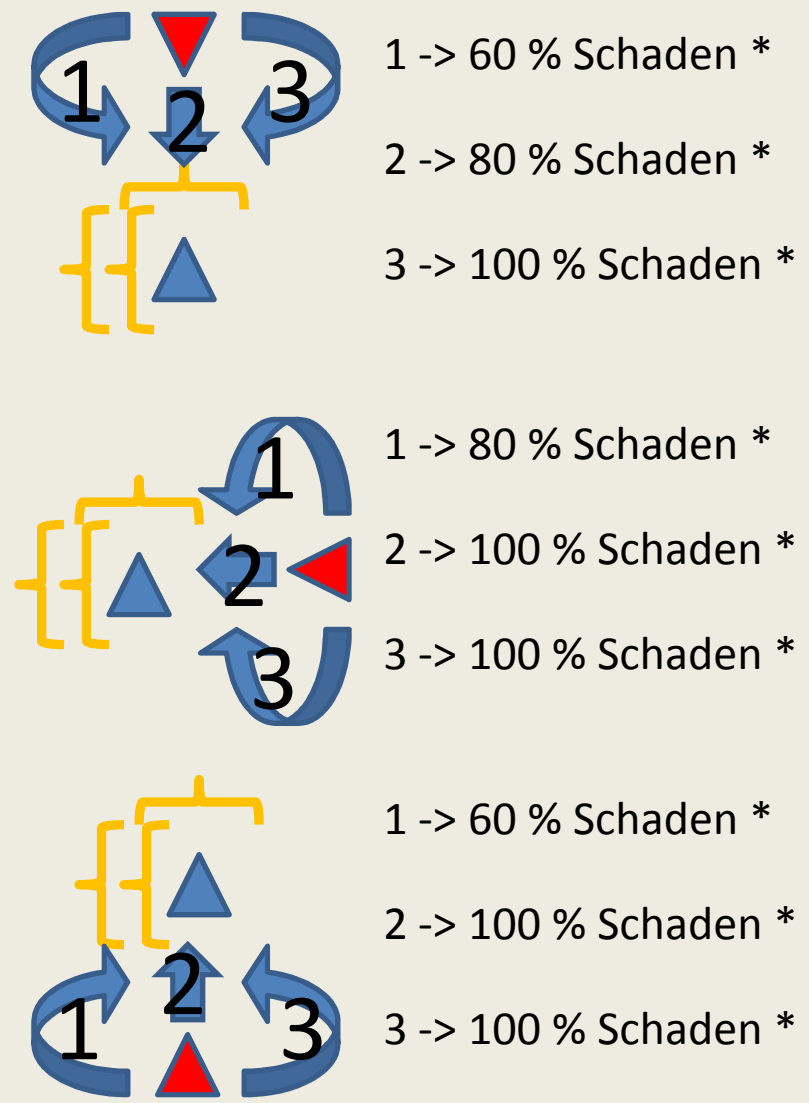 1
2
3
1 -> 60 % Schaden *
2 -> 80 % Schaden *
3 -> 100 % Schaden *
1
2
3
1 -> 80 % Schaden *
2 -> 100 % Schaden *
3 -> 100 % Schaden *
1
2
3
1 -> 60 % Schaden *
2 -> 100 % Schaden *
3 -> 100 % Schaden *